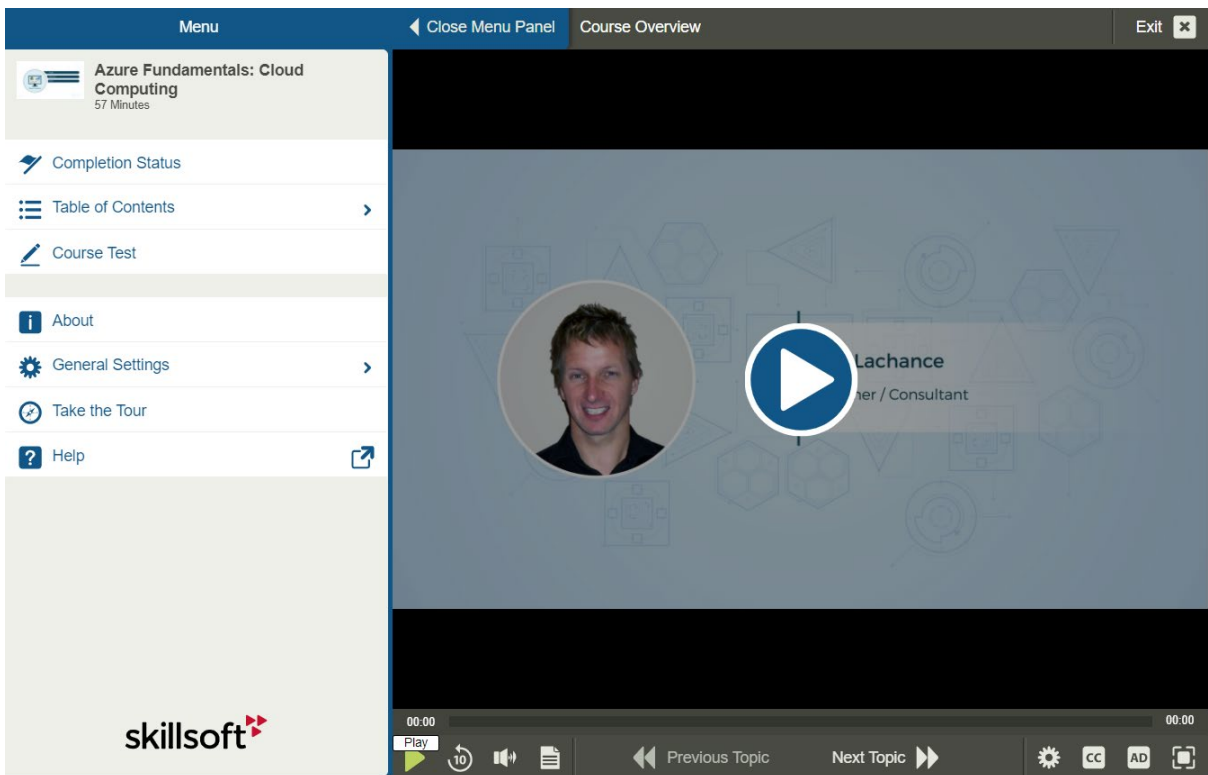 Menu
Close Menu Panel
Course Overview
Exit
Azure Fundamentals: Cloud
Computing
57 Minutes
Completion Status
Table of Contents
Course Test
About
General Settings
Take the Tour
Help
skillsoft
Lachance
Consultant
00:00
00:00
Play
10
Previous Topic
Next Topic
CC
AD